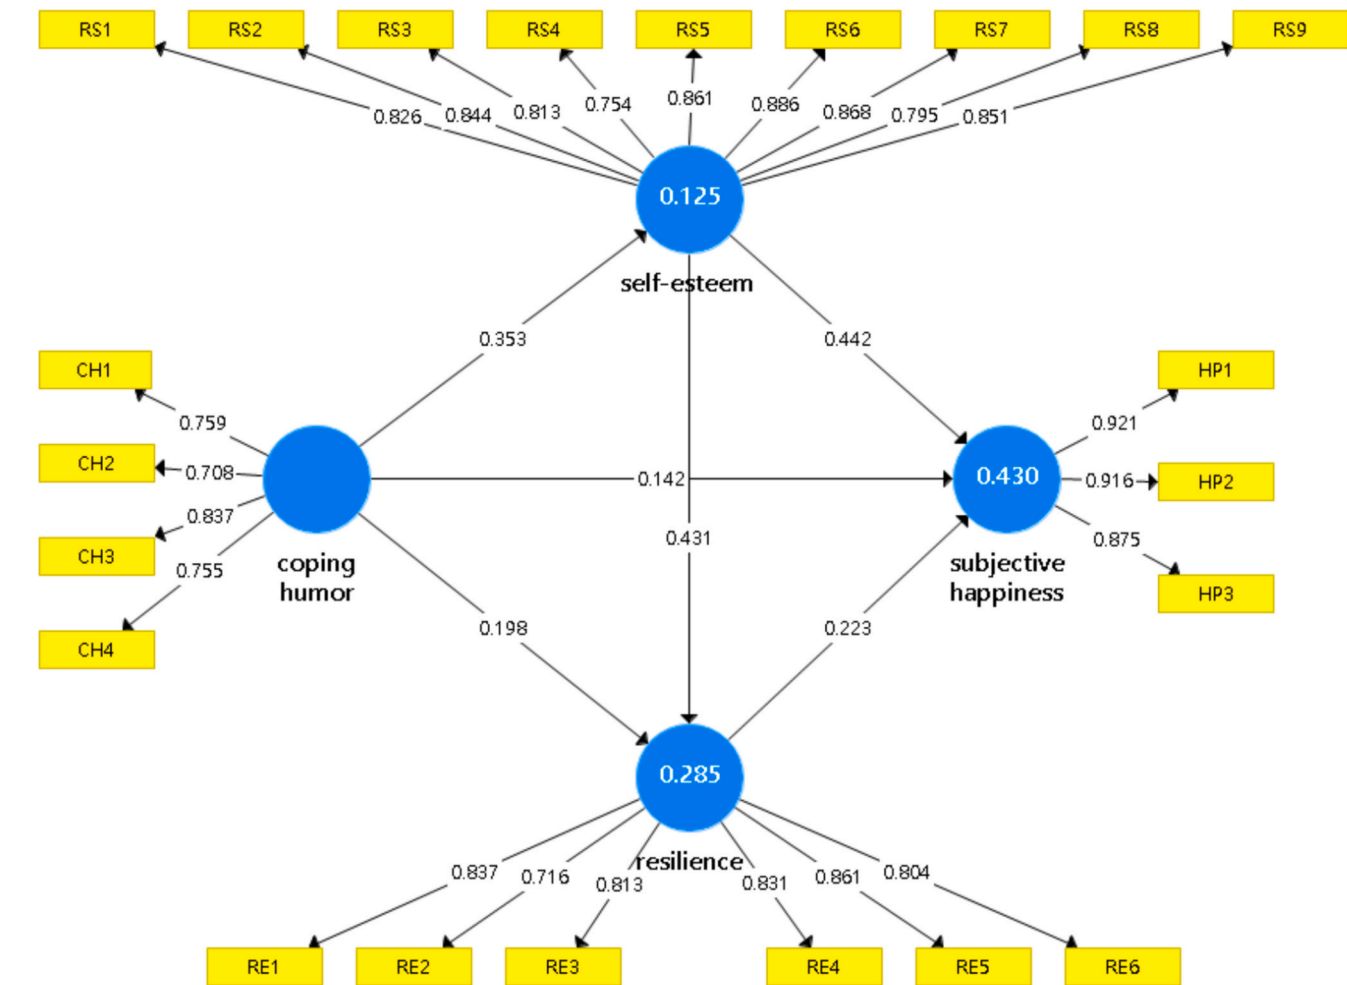 RS1 RS2 RS3 RS4 RS5 RS6 RS7 RS8 RS9
0.826 0.844 0.813 0.754 0.861 0.886 0.868 0.795 0.851
0.125
self-esteem
0.353 0.442
CH1 HP1
0.759 0.921
CH2 0.708 0.142 0.430 0.916 HP2
0.837 0.431 0.875
CH3
0.755
coping
humor
subjective
happiness
HP3
CH4
0.198 0.223
0.285
resilience
0.837 0.716 0.813 0.831 0.861 0.804
RE1 RE2 RE3 RE4 RE5 RE6